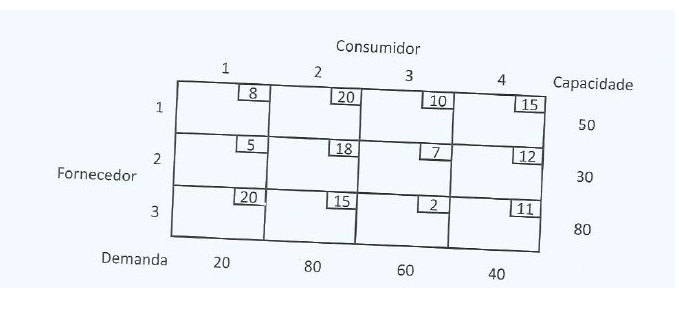 Consumidor
1 2 3 4 Capacidade
1 8 20 10 15 50
2 5 18 7 12 30
Fornecedor
3 20 15 2 11 80
Demanda 20 80 60 40